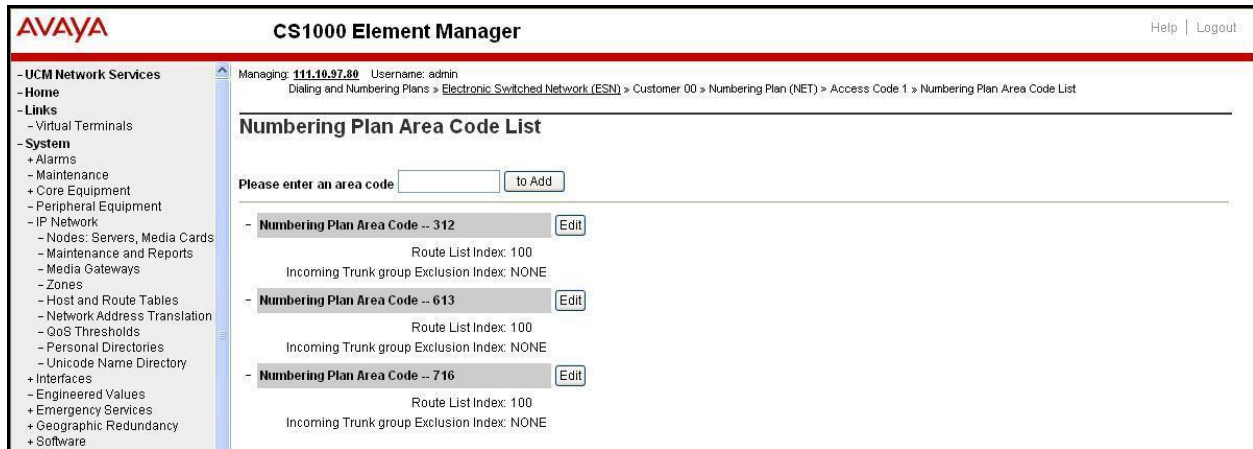 AVAYA
CS1000 Element Manager
Help | Logout
- UCM Network Services
- Home
- Links
- Virtual Terminals
- System
+ Alarms
- Maintenance
+ Core Equipment
- Peripheral Equipment
- IP Network
- Nodes: Servers, Media Cards
- Maintenance and Reports
- Media Gateways
- Zones
- Host and Route Tables
- Network Address Translation
- QoS Thresholds
- Personal Directories
- Unicode Name Directory
+ Interfaces
- Engineered Values
+ Emergency Services
+ Geographic Redundancy
+ Software
Managing: 111.10.97.80 Username: admin
Dialing and Numbering Plans » Electronic Switched Network (ESN) » Customer 00 » Numbering Plan (NET) » Access Code 1 » Numbering Plan Area Code List
Numbering Plan Area Code List
Please enter an area code to Add
- Numbering Plan Area Code -- 312 Edit
Route List Index: 100
Incoming Trunk group Exclusion Index: NONE
- Numbering Plan Area Code -- 613 Edit
Route List Index: 100
Incoming Trunk group Exclusion Index: NONE
- Numbering Plan Area Code -- 716 Edit
Route List Index: 100
Incoming Trunk group Exclusion Index: NONE